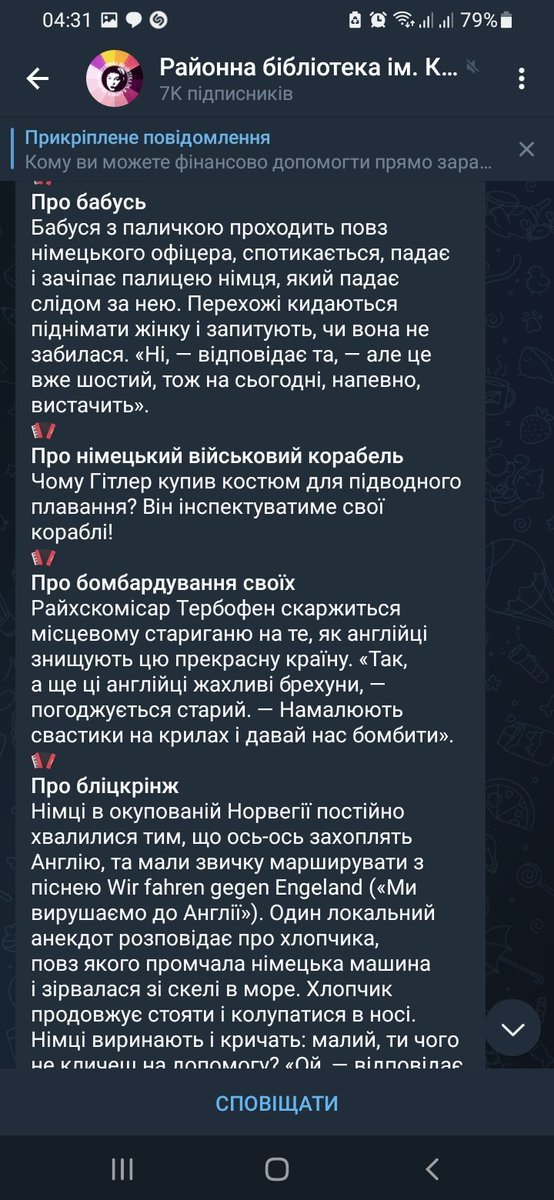 04:31
79%
Районна бібліотека ім. К...
7K підписників
Прикріплене повідомлення
Кому ви можете фінансово допомогти прямо зара...
Про бабусь
Бабуся з паличкою проходить повз
німецького офіцера, спотикається, падає
і зачіпає палицею німця, який падає
слідом за нею. Перехожі кидаються
піднімати жінку і запитують, чи вона не
забилася. «Ні, — відповідає та, — але це
вже шостий, тож на сьогодні, напевно,
вистачить».
Про німецький військовий корабель
Чому Гітлер купив костюм для підводного
плавання? Він інспектуватиме свої
кораблі!
Про бомбардування своїх
Райхскомісар Тербофен скаржиться
місцевому стариганю на те, як англійці
знищують цю прекрасну країну. «Так,
а ще ці англійці жахливі брехуни, —
погоджується старий. — Намалюють
свастики на крилах і давай нас бомбити».
Про бліцкрінж
Німці в окупованій Норвегії постійно
хвалилися тим, що ось-ось захоплять
Англію, та мали звичку марширувати з
піснею Wir fahren gegen Engeland («Ми
вирушаємо до Англії»). Один локальний
анекдот розповідає про хлопчика,
повз якого промчала німецька машина
і зірвалася зі скелі в море. Хлопчик
продовжує стояти і колупатися в носі.
Німці виринають і кричать: малий, ти чого
не кличеш на допомогу? «Ой, — відповідає
СПОВІЩАТИ